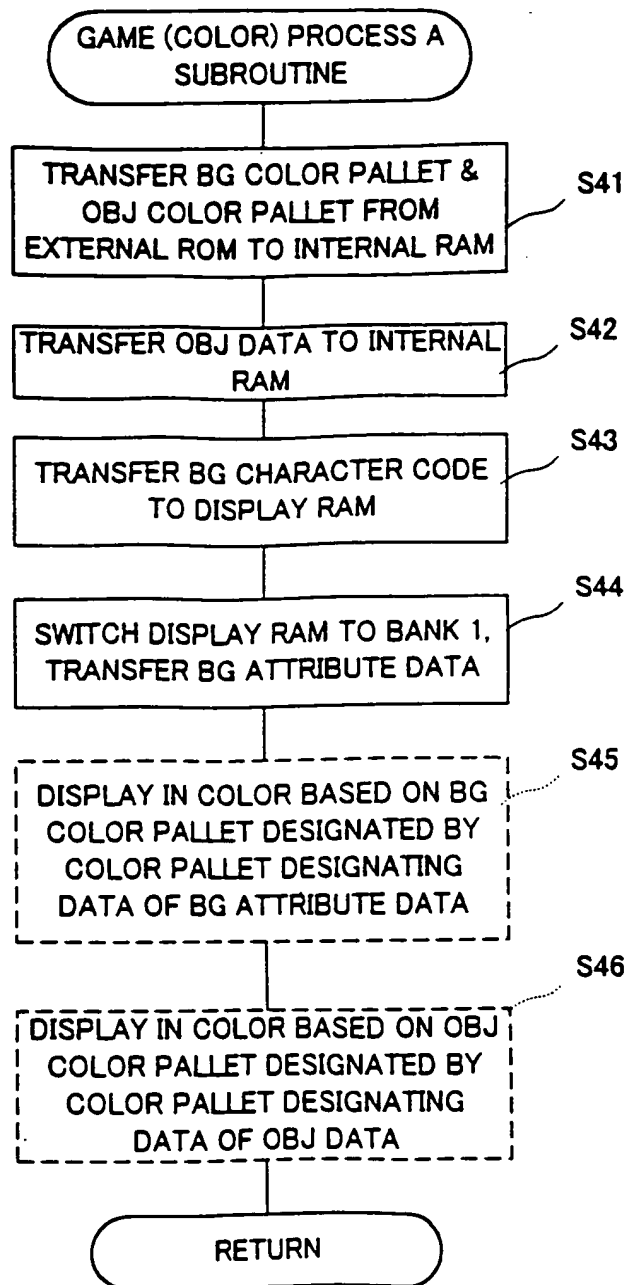 GAME (COLOR) PROCESS A
SUBROUTINE
TRANSFER BG COLOR PALLET &
OBJ COLOR PALLET FROM
EXTERNAL ROM TO INTERNAL RAM
S41
TRANSFER OBJ DATA TO INTERNAL
RAM
S42
TRANSFER BG CHARACTER CODE
TO DISPLAY RAM
S43
SWITCH DISPLAY RAM TO BANK 1,
TRANSFER BG ATTRIBUTE DATA
S44
DISPLAY IN COLOR BASED ON BG
COLOR PALLET DESIGNATED BY
COLOR PALLET DESIGNATING
DATA OF BG ATTRIBUTE DATA
S45
DISPLAY IN COLOR BASED ON OBJ
COLOR PALLET DESIGNATED BY
COLOR PALLET DESIGNATING
DATA OF OBJ DATA
S46
RETURN